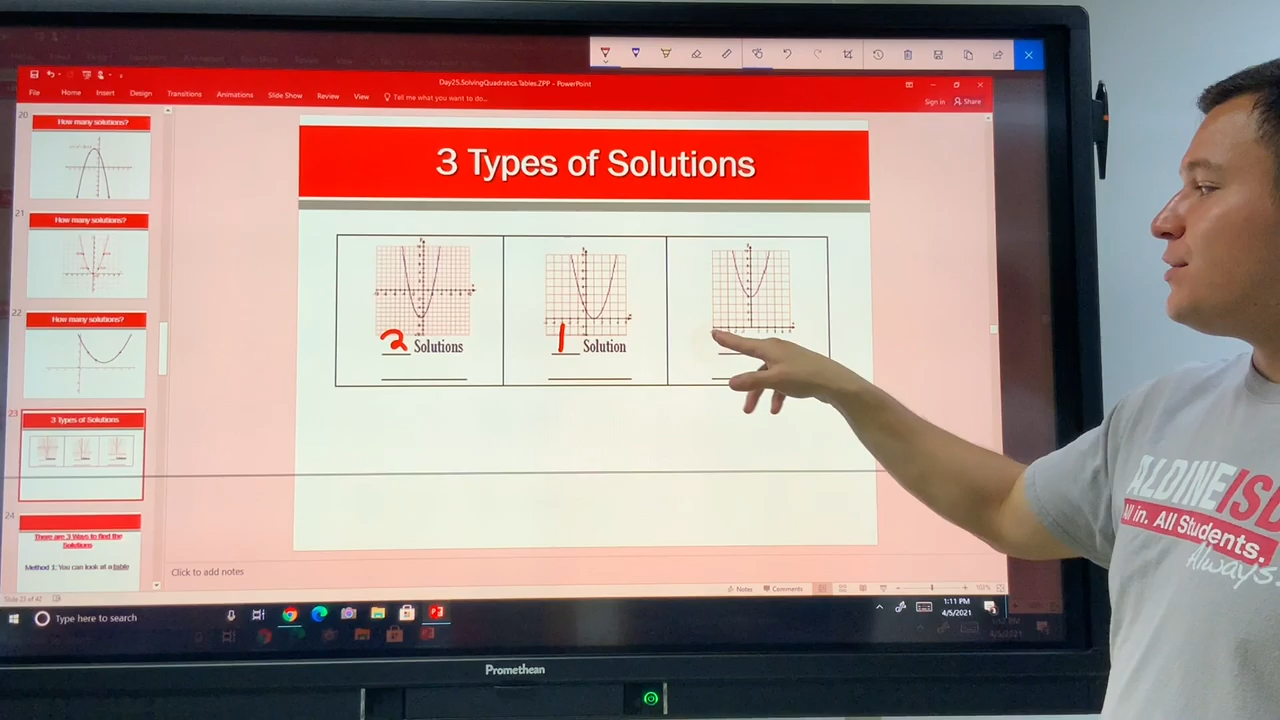 Day25.SolvingQuadratics.Tables.ZPP - PowerPoint
File Home Insert Design Transitions Animations Slide Show Review View Tell me what you want to do... Sign in Share
20
How many solutions?
21
How many solutions?
22
How many solutions?
23
3 Types of Solutions
24
There are 3 Ways to find the
Solutions
Method 1: You can look at a table
3 Types of Solutions
2 Solutions
1 Solution
Click to add notes
Slide 23 of 42
Notes Comments
Type here to search
1:11 PM
4/5/2021
Promethean
ALDINE ISD
All in. All Students.
Always